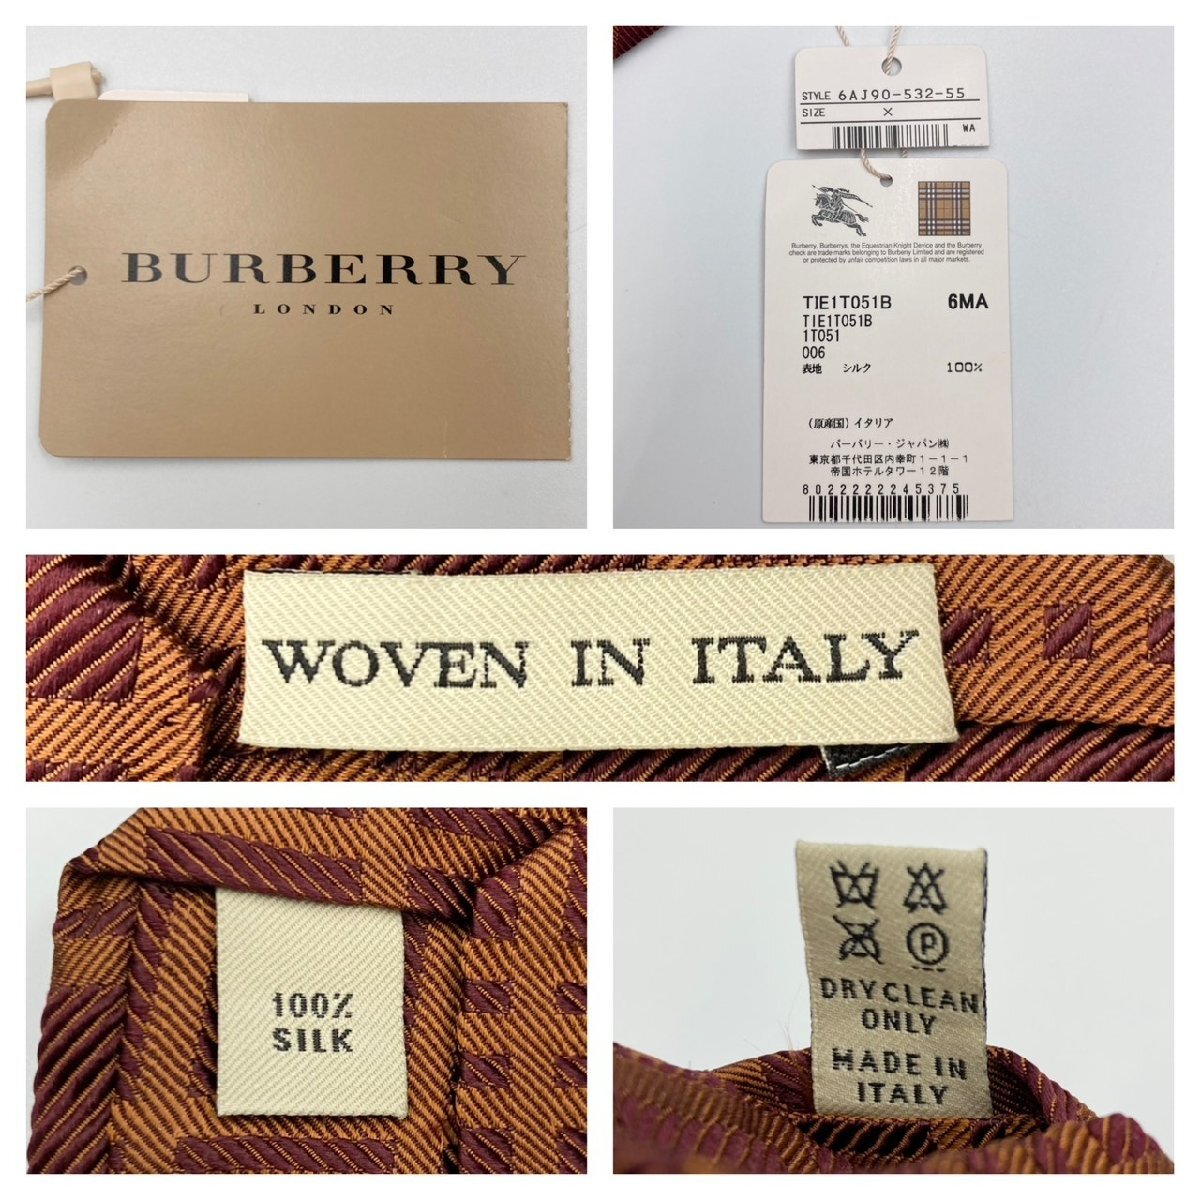 BURBERRY
LONDON
STYLE 6AJ90-532-55
SIZE ×
WA
Burberry, Burberrys, the Equestrian Knight Device and the Burberry
check are trademarks belonging to Burberry Limited and are registered
or protected by unfair competition laws in all major markets.
TIE1T051B 6MA
TIE1T051B
1T051
006
表地 シルク 100%
(原産国) イタリア
バーバリー・ジャパン㈱
東京都千代田区内幸町1-1-1
帝国ホテルタワー12階
8022222245375
WOVEN IN ITALY
100%
SILK
P
DRYCLEAN
ONLY
MADE IN
ITALY